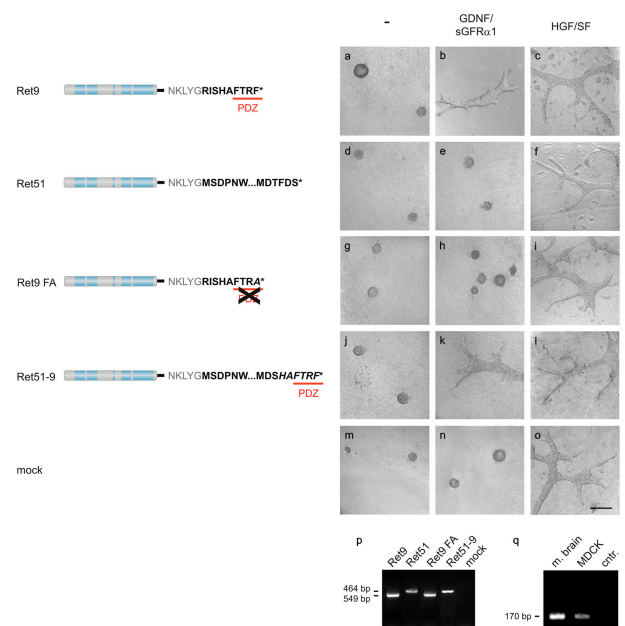 –
GDNF/
sGFRα1
HGF/SF
a
b
c
Ret9
NKLYGRISHAFTRF*
PDZ
d
e
f
Ret51
NKLYGMSDPNW...MDTFDS*
g
h
i
Ret9 FA
NKLYGRISHAFTRA*
PDZ
j
k
l
Ret51-9
NKLYGMSDPNW...MDSHAFTRF*
PDZ
m
n
o
mock
p
Ret9
Ret51
Ret9 FA
Ret51-9
mock
464 bp
549 bp
q
m. brain
MDCK
cntr.
170 bp